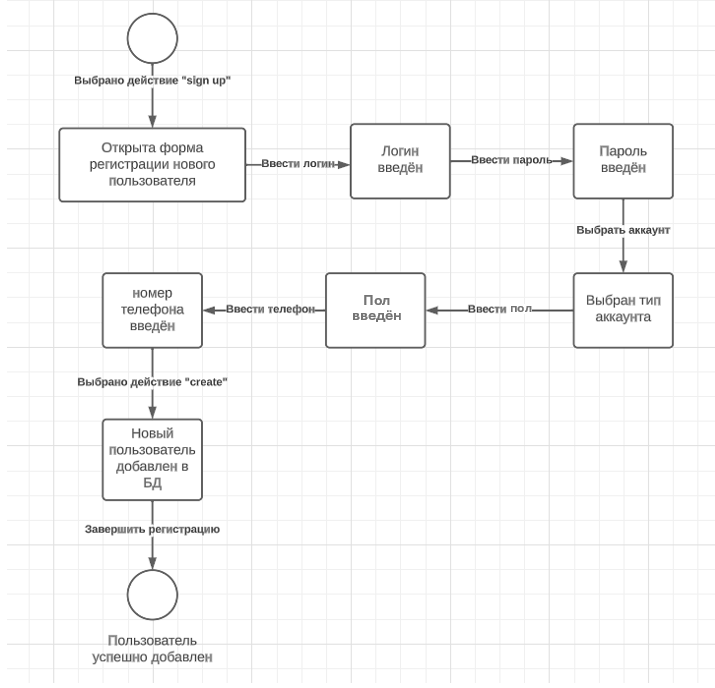 Выбрано действие "sign up"
Открыта форма
регистрации нового
пользователя
Ввести логин
Логин
введён
Ввести пароль
Пароль
введён
Выбрать аккаунт
Выбран тип
аккаунта
Ввести пол
Пол
введён
Ввести телефон
номер
телефона
введён
Выбрано действие "create"
Новый
пользователь
добавлен в
БД
Завершить регистрацию
Пользователь
успешно добавлен